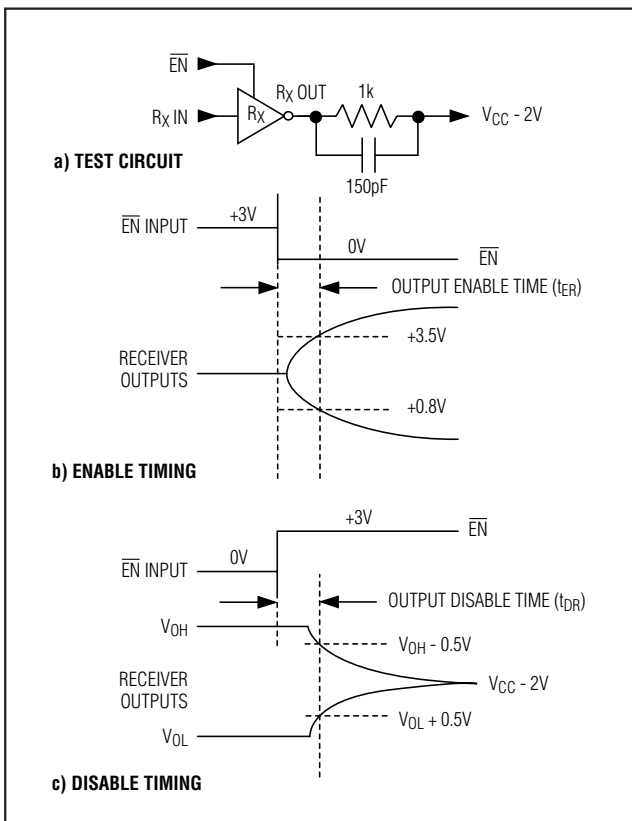 EN
RX IN
RX
RX OUT
1k
VCC - 2V
150pF
a) TEST CIRCUIT
EN INPUT
+3V
0V
EN
OUTPUT ENABLE TIME (tER)
+3.5V
RECEIVER
OUTPUTS
+0.8V
b) ENABLE TIMING
+3V
EN
0V
EN INPUT
OUTPUT DISABLE TIME (tDR)
VOH
VOH - 0.5V
RECEIVER
OUTPUTS
VCC - 2V
VOL + 0.5V
VOL
c) DISABLE TIMING